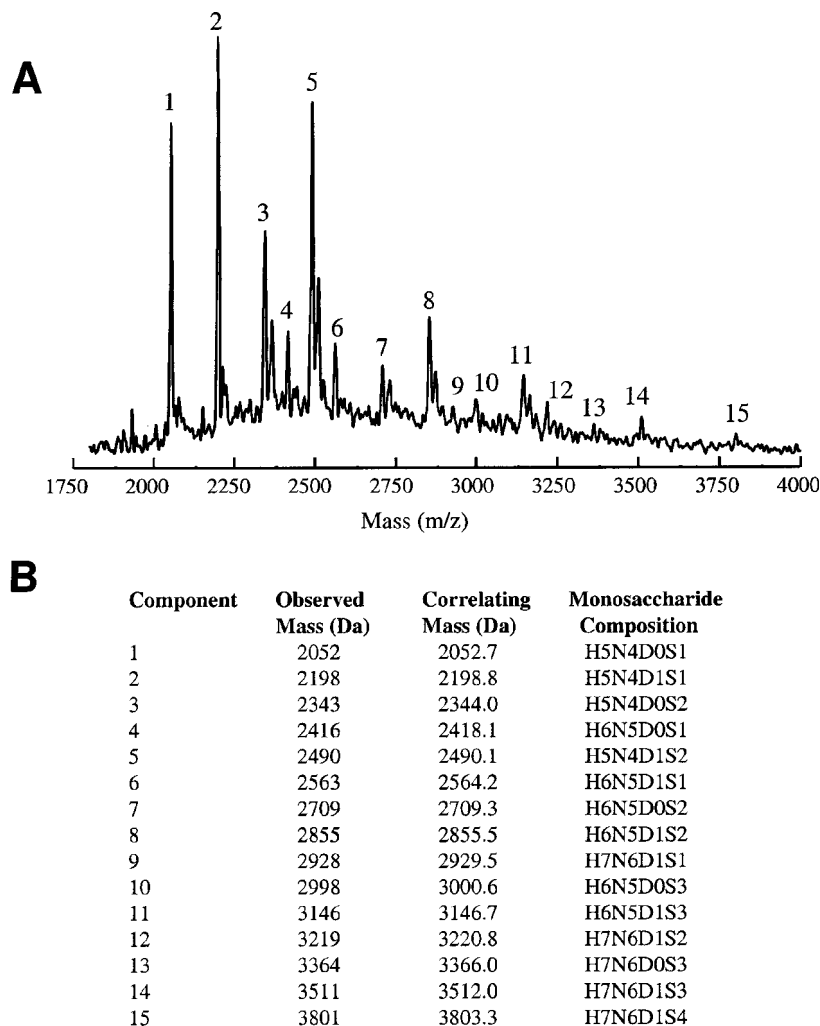 A
1
2
3
4
5
6
7
8
9
10
11
12
13
14
15
1750 2000 2250 2500 2750 3000 3250 3500 3750 4000
Mass (m/z)
B
Component Observed Correlating Monosaccharide
Mass (Da) Mass (Da) Composition
1 2052 2052.7 H5N4D0S1
2 2198 2198.8 H5N4D1S1
3 2343 2344.0 H5N4D0S2
4 2416 2418.1 H6N5D0S1
5 2490 2490.1 H5N4D1S2
6 2563 2564.2 H6N5D1S1
7 2709 2709.3 H6N5D0S2
8 2855 2855.5 H6N5D1S2
9 2928 2929.5 H7N6D1S1
10 2998 3000.6 H6N5D0S3
11 3146 3146.7 H6N5D1S3
12 3219 3220.8 H7N6D1S2
13 3364 3366.0 H7N6D0S3
14 3511 3512.0 H7N6D1S3
15 3801 3803.3 H7N6D1S4